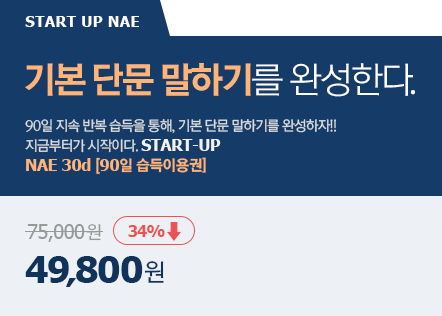 START UP NAE
기본 단문 말하기를 완성한다.
90일 지속 반복 습득을 통해, 기본 단문 말하기를 완성하자!!
지금부터가 시작이다. START-UP
NAE 30d [90일 습득이용권]
75,000원 34%
49,800원